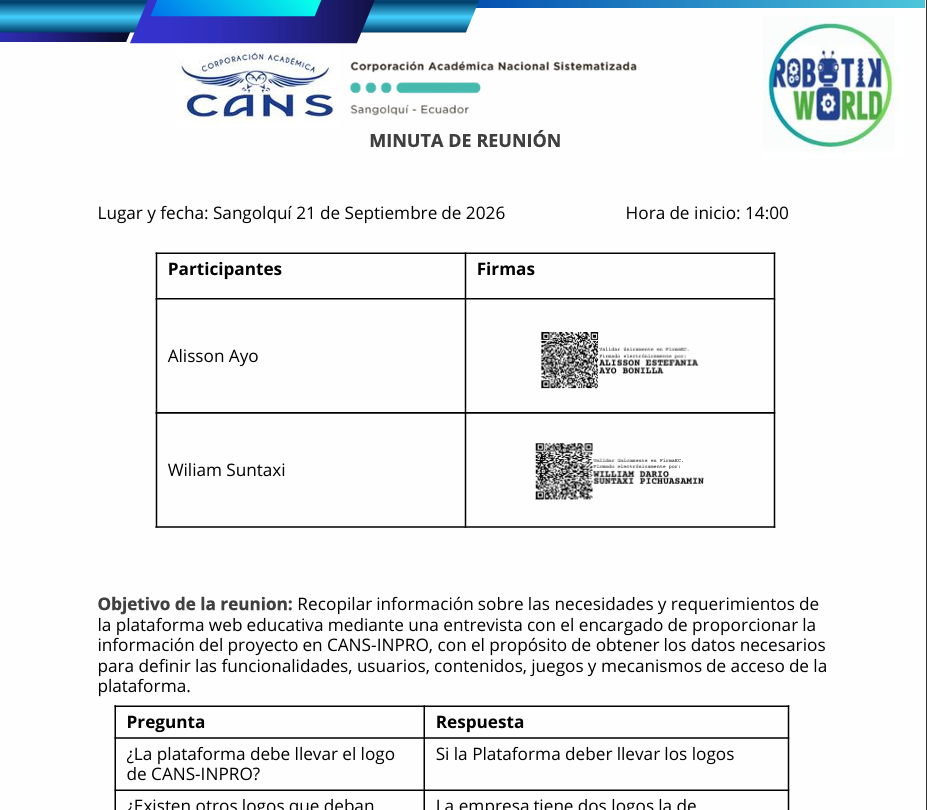 CORPORACIÓN ACADÉMICA
CANS
Corporación Académica Nacional Sistematizada
Sangolquí - Ecuador
ROBOTIK
WORLD
MINUTA DE REUNIÓN
Lugar y fecha: Sangolquí 21 de Septiembre de 2026 Hora de inicio: 14:00
Participantes Firmas
Alisson Ayo
Validar únicamente en FirmaEC.
Firmado electrónicamente por:
ALISSON ESTEFANIA
AYO BONILLA
Wiliam Suntaxi
Validar únicamente en FirmaEC.
Firmado electrónicamente por:
WILLIAM DARIO
SUNTAXI PICHUASAMIN
Objetivo de la reunion: Recopilar información sobre las necesidades y requerimientos de
la plataforma web educativa mediante una entrevista con el encargado de proporcionar la
información del proyecto en CANS-INPRO, con el propósito de obtener los datos necesarios
para definir las funcionalidades, usuarios, contenidos, juegos y mecanismos de acceso de la
plataforma.
Pregunta Respuesta
¿La plataforma debe llevar el logo Si la Plataforma deber llevar los logos
de CANS-INPRO?
¿Existen otros logos que deban La empresa tiene dos logos la de